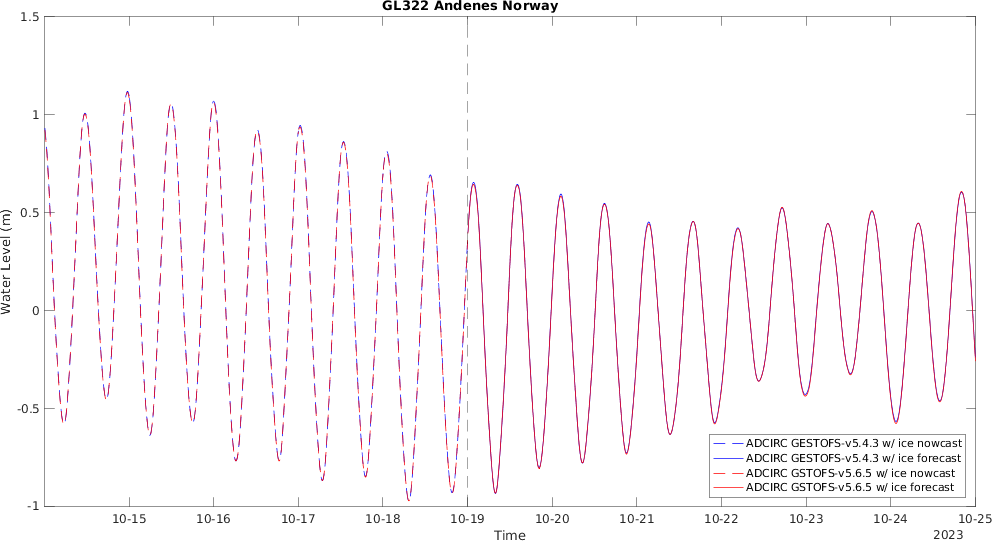 GL322 Andenes Norway
1.5
1
0.5
0
-0.5
-1
Water Level (m)
ADCIRC GESTOFS-v5.4.3 w/ ice nowcast
ADCIRC GESTOFS-v5.4.3 w/ ice forecast
ADCIRC GSTOFS-v5.6.5 w/ ice nowcast
ADCIRC GSTOFS-v5.6.5 w/ ice forecast
10-15 10-16 10-17 10-18 10-19 10-20 10-21 10-22 10-23 10-24 10-25
Time
2023